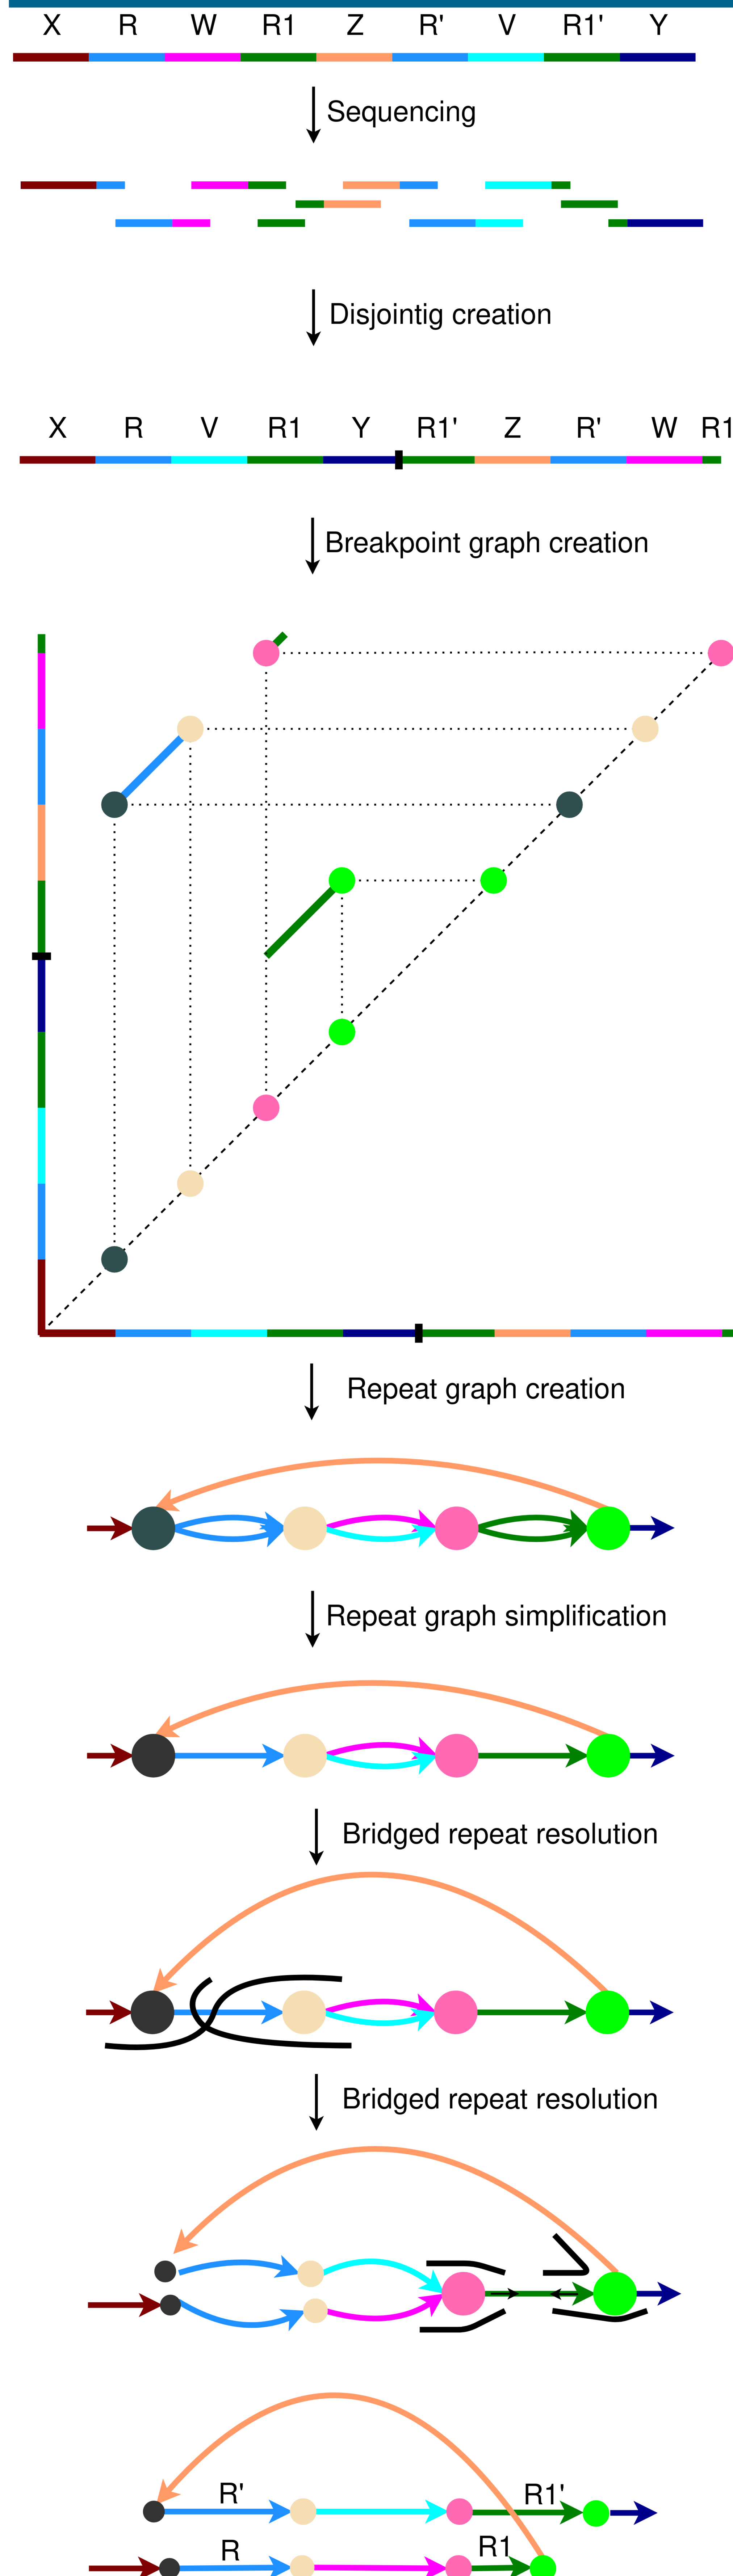 X R W R1 Z R' V R1' Y
Sequencing
Disjointig creation
X R V R1 Y R1' Z R' W R1
Breakpoint graph creation
Repeat graph creation
Repeat graph simplification
Bridged repeat resolution
Bridged repeat resolution
R' R1'
R R1